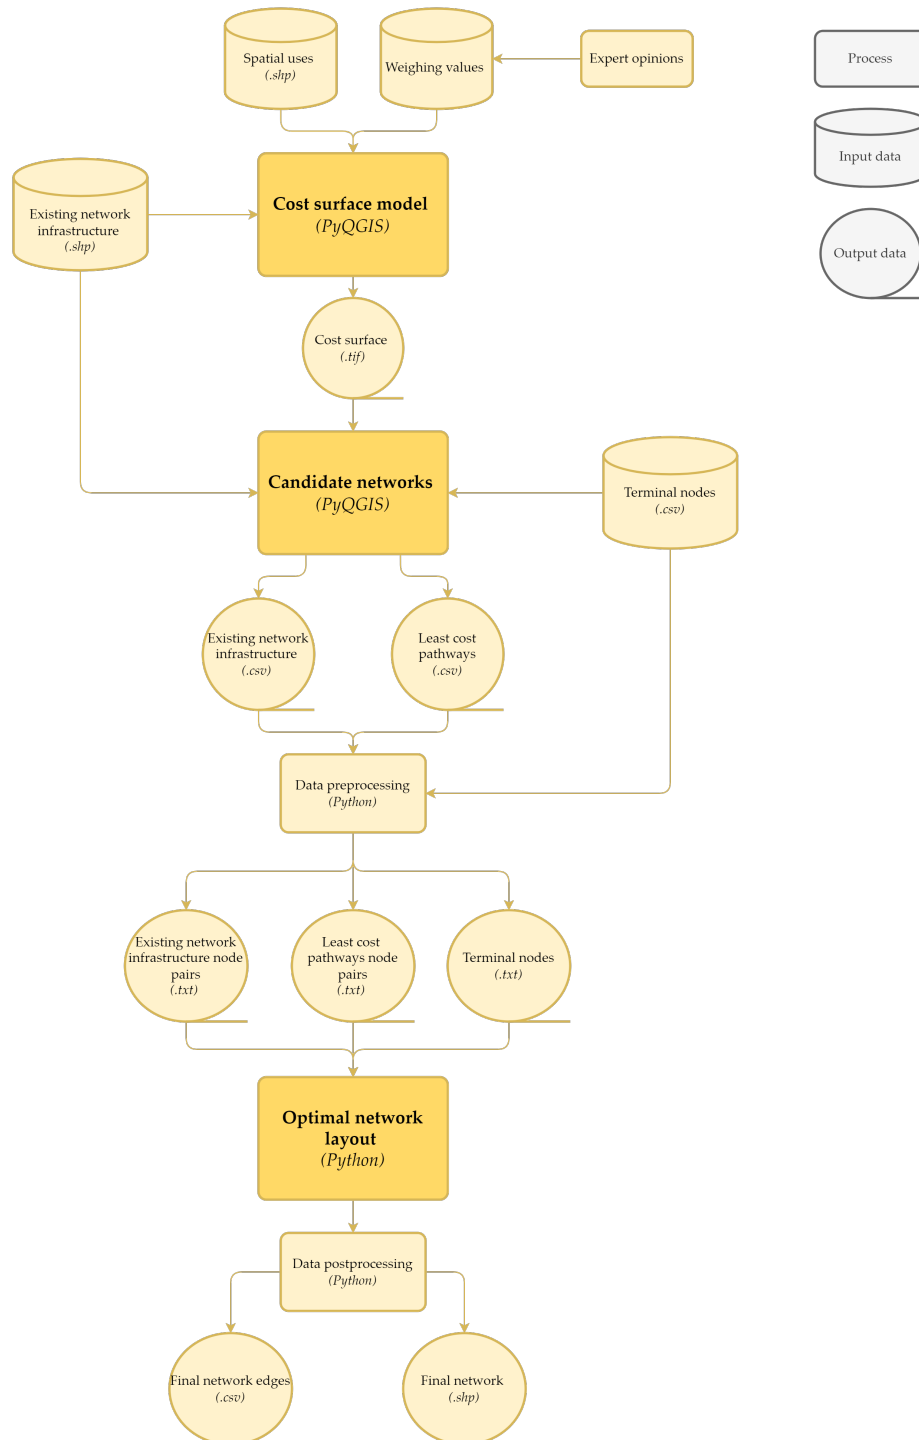 Spatial uses
(.shp)
Weighing values
Expert opinions
Process
Input data
Output data
Existing network
infrastructure
(.shp)
Cost surface model
(PyQGIS)
Cost surface
(.tif)
Candidate networks
(PyQGIS)
Terminal nodes
(.csv)
Existing network
infrastructure
(.csv)
Least cost
pathways
(.csv)
Data preprocessing
(Python)
Existing network
infrastructure node
pairs
(.txt)
Least cost
pathways node
pairs
(.txt)
Terminal nodes
(.txt)
Optimal network
layout
(Python)
Data postprocessing
(Python)
Final network edges
(.csv)
Final network
(.shp)